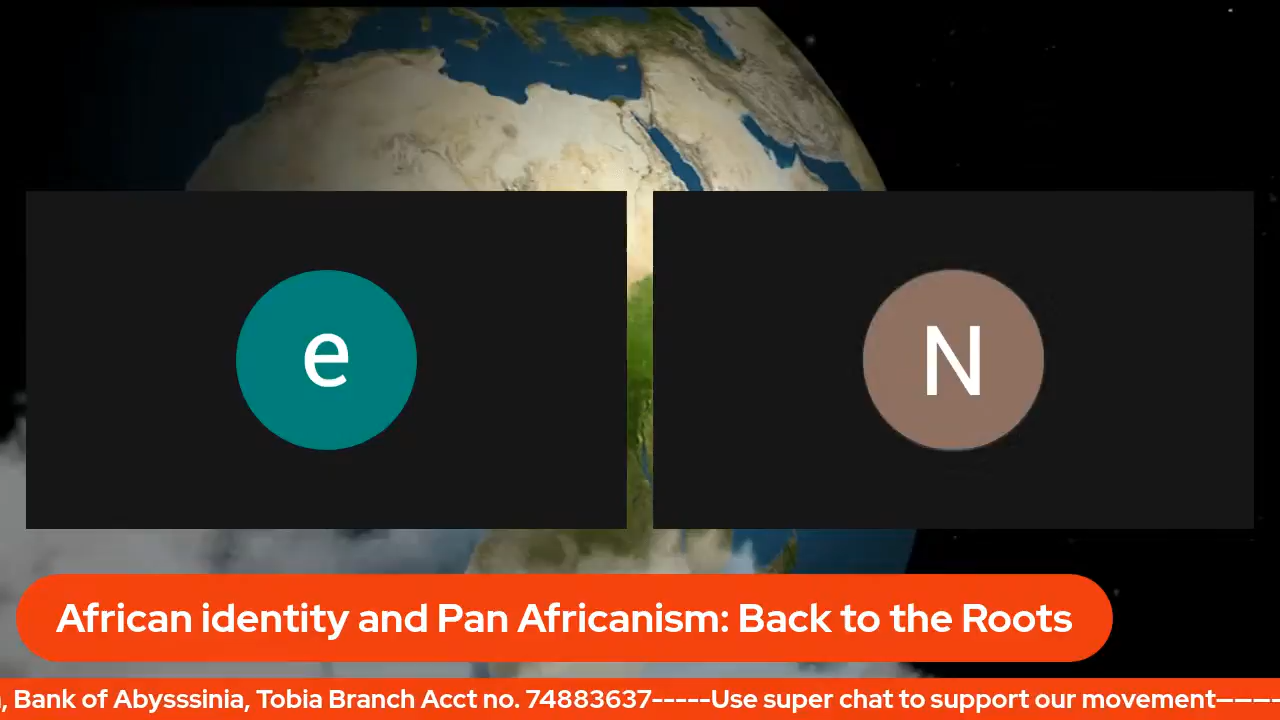 e
N
African identity and Pan Africanism: Back to the Roots
, Bank of Abysssinia, Tobia Branch Acct no. 74883637-----Use super chat to support our movement————